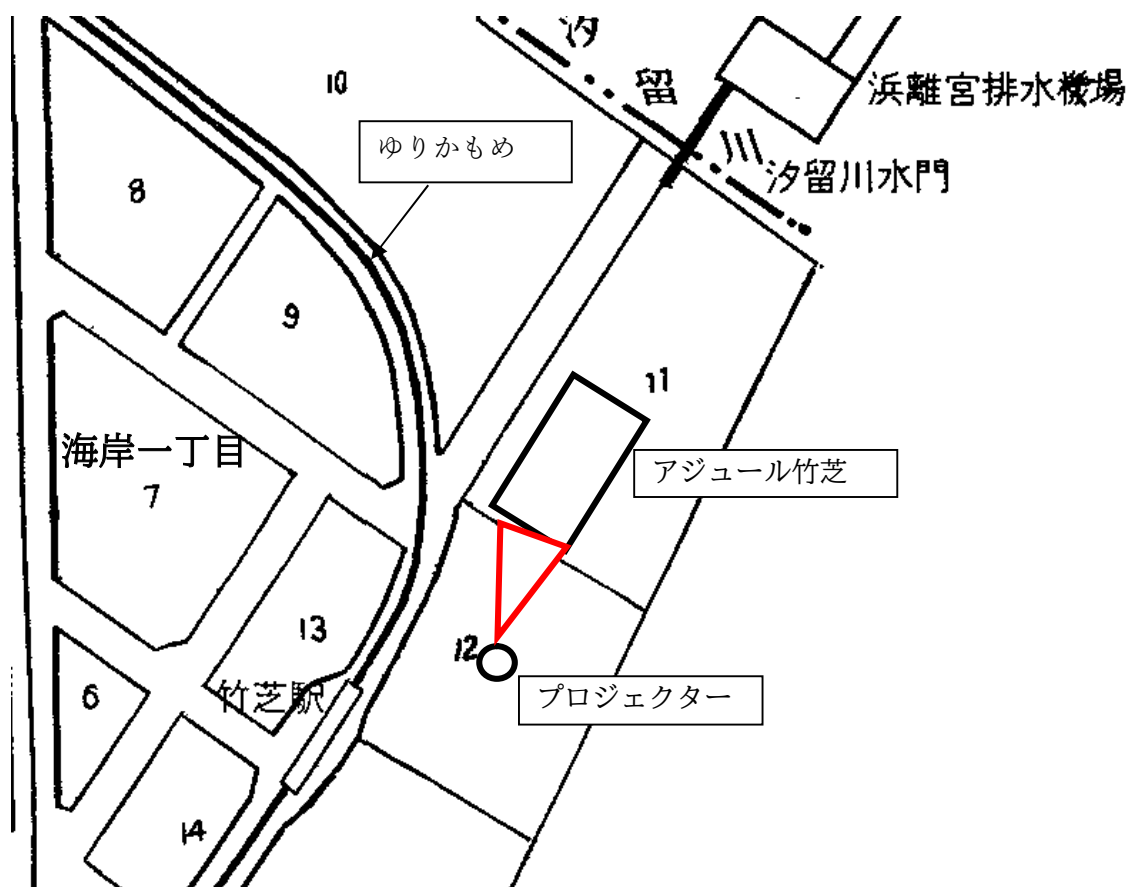 汐
留
川
10
浜離宮排水機場
ゆりかもめ
汐留川水門
8
9
11
海岸一丁目
7
アジュール竹芝
13
12
竹芝駅
6
プロジェクター
14